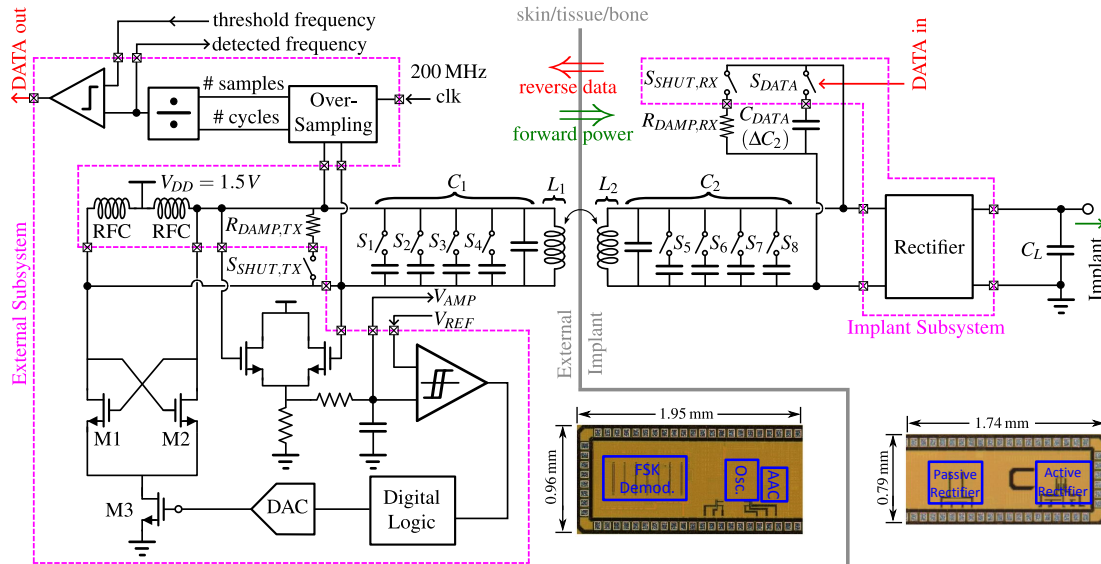 skin/tissue/bone
DATA out
threshold frequency
detected frequency
# samples
# cycles
÷
Over-
Sampling
200 MHz
clk
reverse data
forward power
DATA in
S_SHUT,RX
S_DATA
R_DAMP,RX
C_DATA
(ΔC_2)
V_DD = 1.5V
RFC
RFC
R_DAMP,TX
S_SHUT,TX
C_1
S_1
S_2
S_3
S_4
L_1
L_2
C_2
S_5
S_6
S_7
S_8
Rectifier
C_L
Implant
External Subsystem
Implant Subsystem
V_AMP
V_REF
External
Implant
M1
M2
M3
DAC
Digital
Logic
1.95 mm
0.96 mm
FSK
Demod.
Osc.
AAC
1.74 mm
0.79 mm
Passive
Rectifier
Active
Rectifier